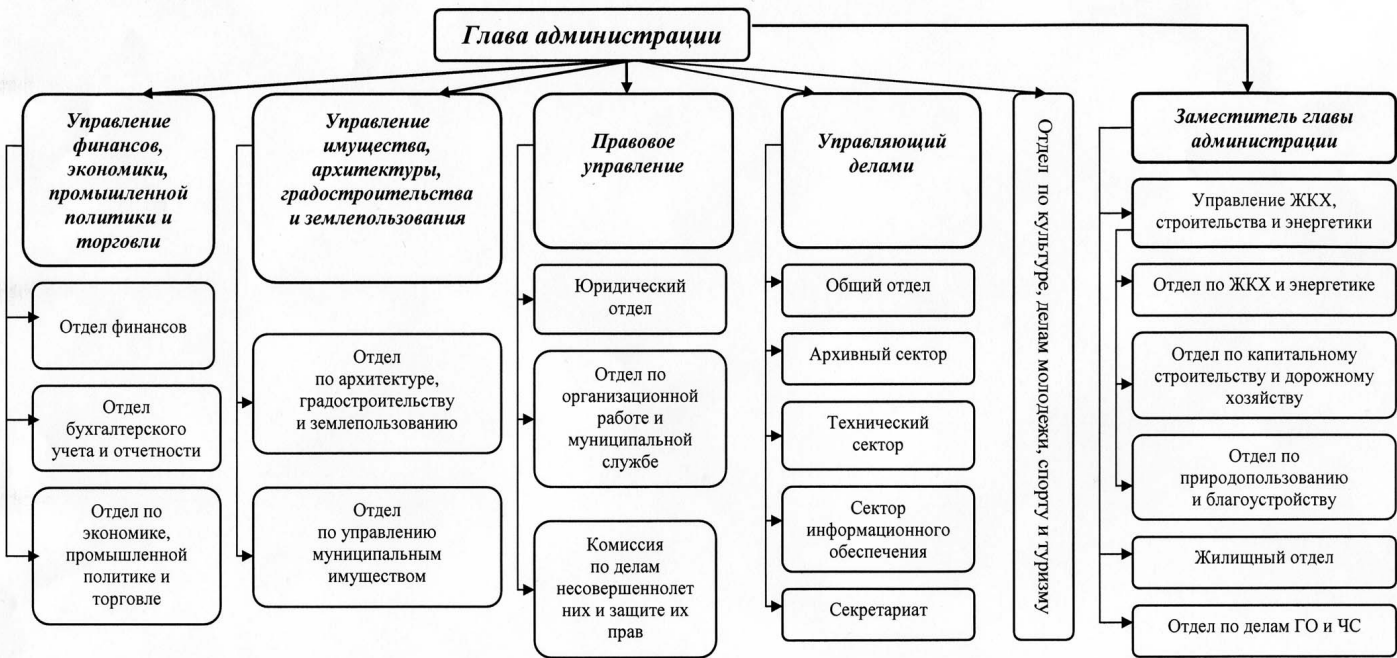 Глава администрации
Управление
финансов,
экономики,
промышленной
политики и
торговли
Отдел финансов
Отдел
бухгалтерского
учета и отчетности
Отдел по
экономике,
промышленной
политике и
торговле
Управление
имущества,
архитектуры,
градостроительства
и землепользования
Отдел
по архитектуре,
градостроительству
и землепользованию
Отдел
по управлению
муниципальным
имуществом
Правовое
управление
Юридический
отдел
Отдел по
организационной
работе и
муниципальной
службе
Комиссия
по делам
несовершеннолет
них и защите их
прав
Управляющий
делами
Общий отдел
Архивный сектор
Технический
сектор
Сектор
информационного
обеспечения
Секретариат
Отдел по культуре, делам молодежи, спорту и туризму
Заместитель главы
администрации
Управление ЖКХ,
строительства и энергетики
Отдел по ЖКХ и энергетике
Отдел по капитальному
строительству и дорожному
хозяйству
Отдел по
природопользованию
и благоустройству
Жилищный отдел
Отдел по делам ГО и ЧС